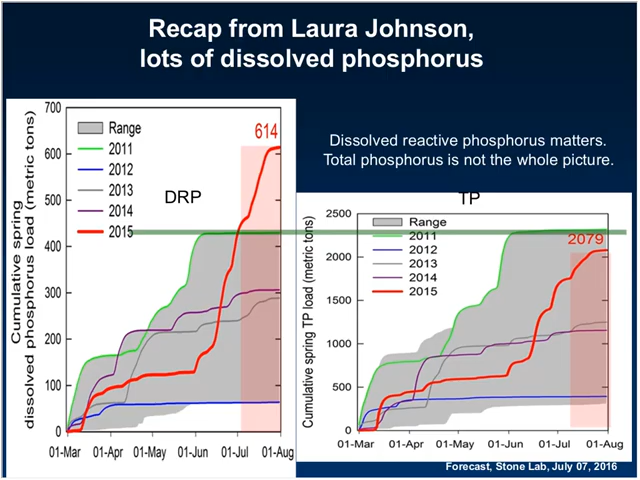 Recap from Laura Johnson,
lots of dissolved phosphorus
Dissolved reactive phosphorus matters.
Total phosphorus is not the whole picture.
Cumulative spring
dissolved phosphorus load (metric tons)
700
600
500
400
300
200
100
0
Range
2011
2012
2013
2014
2015
614
DRP
01-Mar 01-Apr 01-May 01-Jun 01-Jul 01-Aug
TP
Cumulative spring TP load (metric tons)
2500
2000
1500
1000
500
0
Range
2011
2012
2013
2014
2015
2079
01-Mar 01-Apr 01-May 01-Jun 01-Jul 01-Aug
Forecast, Stone Lab, July 07, 2016